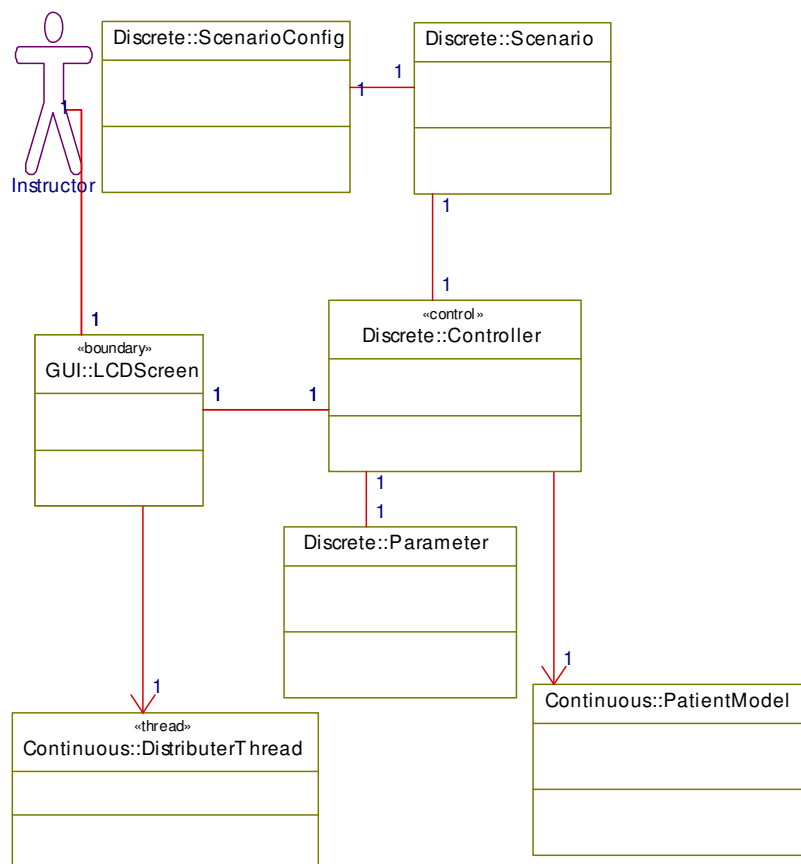 Discrete::ScenarioConfig
Discrete::Scenario
1
1
1
Instructor
1
1
1
«boundary»
GUI::LCDScreen
«control»
Discrete::Controller
1
1
1
1
Discrete::Parameter
1
1
«thread»
Continuous::DistributerThread
Continuous::PatientModel